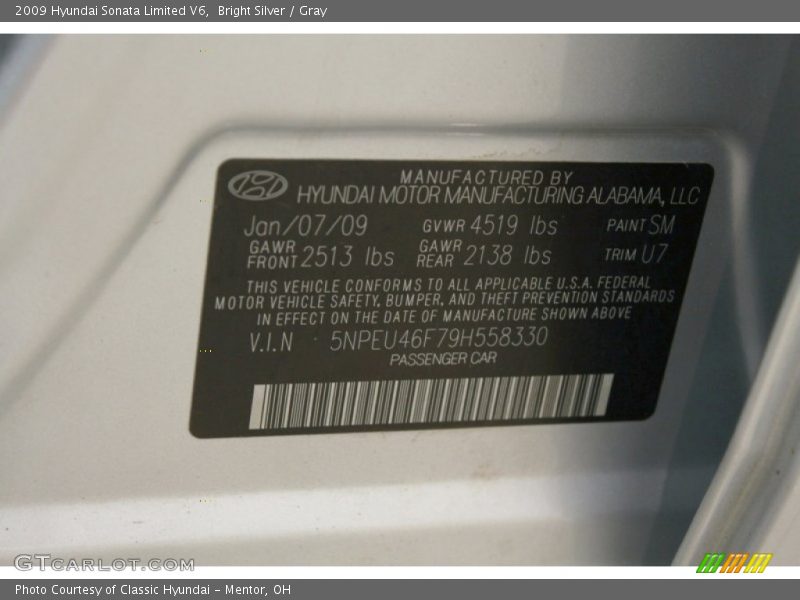 2009 Hyundai Sonata Limited V6, Bright Silver / Gray
MANUFACTURED BY
HYUNDAI MOTOR MANUFACTURING ALABAMA, LLC
Jan/07/09 GVWR 4519 lbs PAINT SM
GAWR FRONT 2513 lbs GAWR REAR 2138 lbs TRIM U7
THIS VEHICLE CONFORMS TO ALL APPLICABLE U.S.A. FEDERAL
MOTOR VEHICLE SAFETY, BUMPER, AND THEFT PREVENTION STANDARDS
IN EFFECT ON THE DATE OF MANUFACTURE SHOWN ABOVE
V.I.N 5NPEU46F79H558330
PASSENGER CAR
GTCARLOT.COM
Photo Courtesy of Classic Hyundai - Mentor, OH